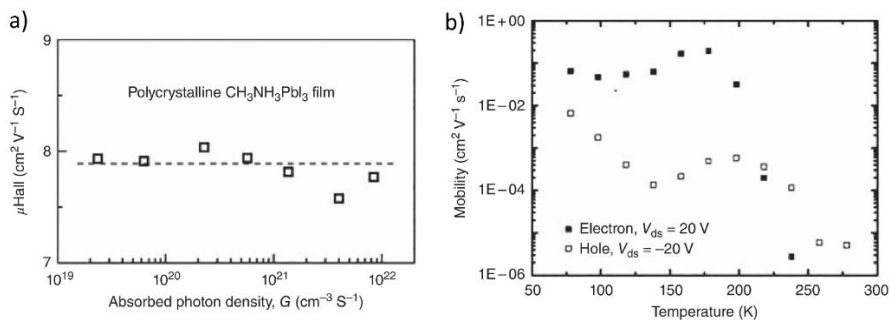 a)
9
8
7
μHall (cm² V⁻¹ S⁻¹)
Polycrystalline CH₃NH₃PbI₃ film
10¹⁹ 10²⁰ 10²¹ 10²²
Absorbed photon density, G (cm⁻³ S⁻¹)
b)
1E+00
1E–02
1E–04
1E–06
Mobility (cm² V⁻¹ s⁻¹)
Electron, Vds = 20 V
Hole, Vds = –20 V
50 100 150 200 250 300
Temperature (K)